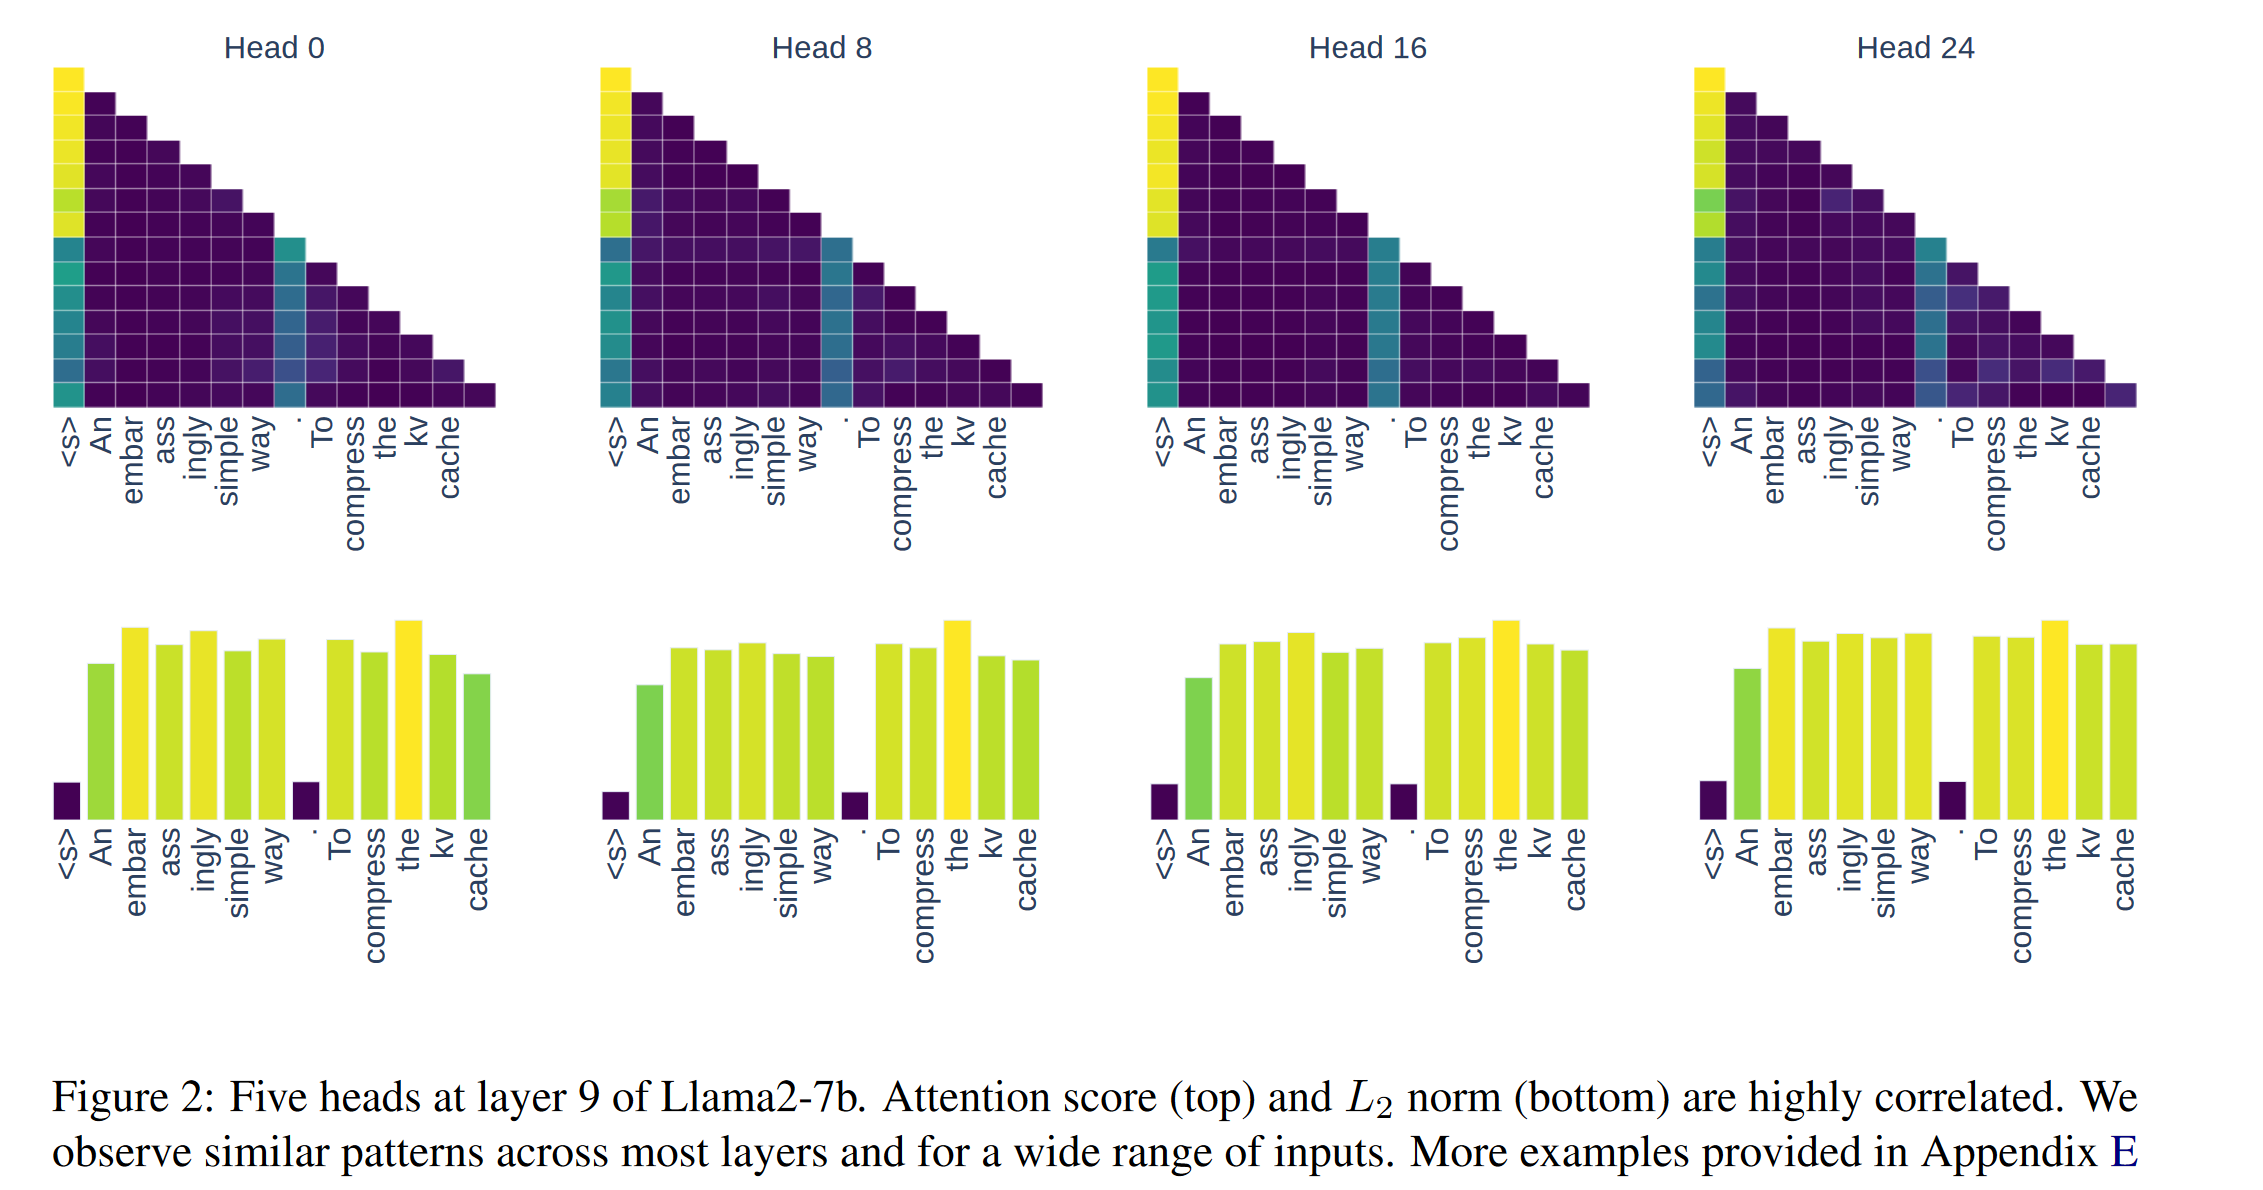 Head 0
Head 8
Head 16
Head 24
<s> An embar ass ingly simple way . To compress the kv cache
<s> An embar ass ingly simple way . To compress the kv cache
<s> An embar ass ingly simple way . To compress the kv cache
<s> An embar ass ingly simple way . To compress the kv cache
<s> An embar ass ingly simple way . To compress the kv cache
<s> An embar ass ingly simple way . To compress the kv cache
<s> An embar ass ingly simple way . To compress the kv cache
<s> An embar ass ingly simple way . To compress the kv cache
Figure 2: Five heads at layer 9 of Llama2-7b. Attention score (top) and L₂ norm (bottom) are highly correlated. We
observe similar patterns across most layers and for a wide range of inputs. More examples provided in Appendix E